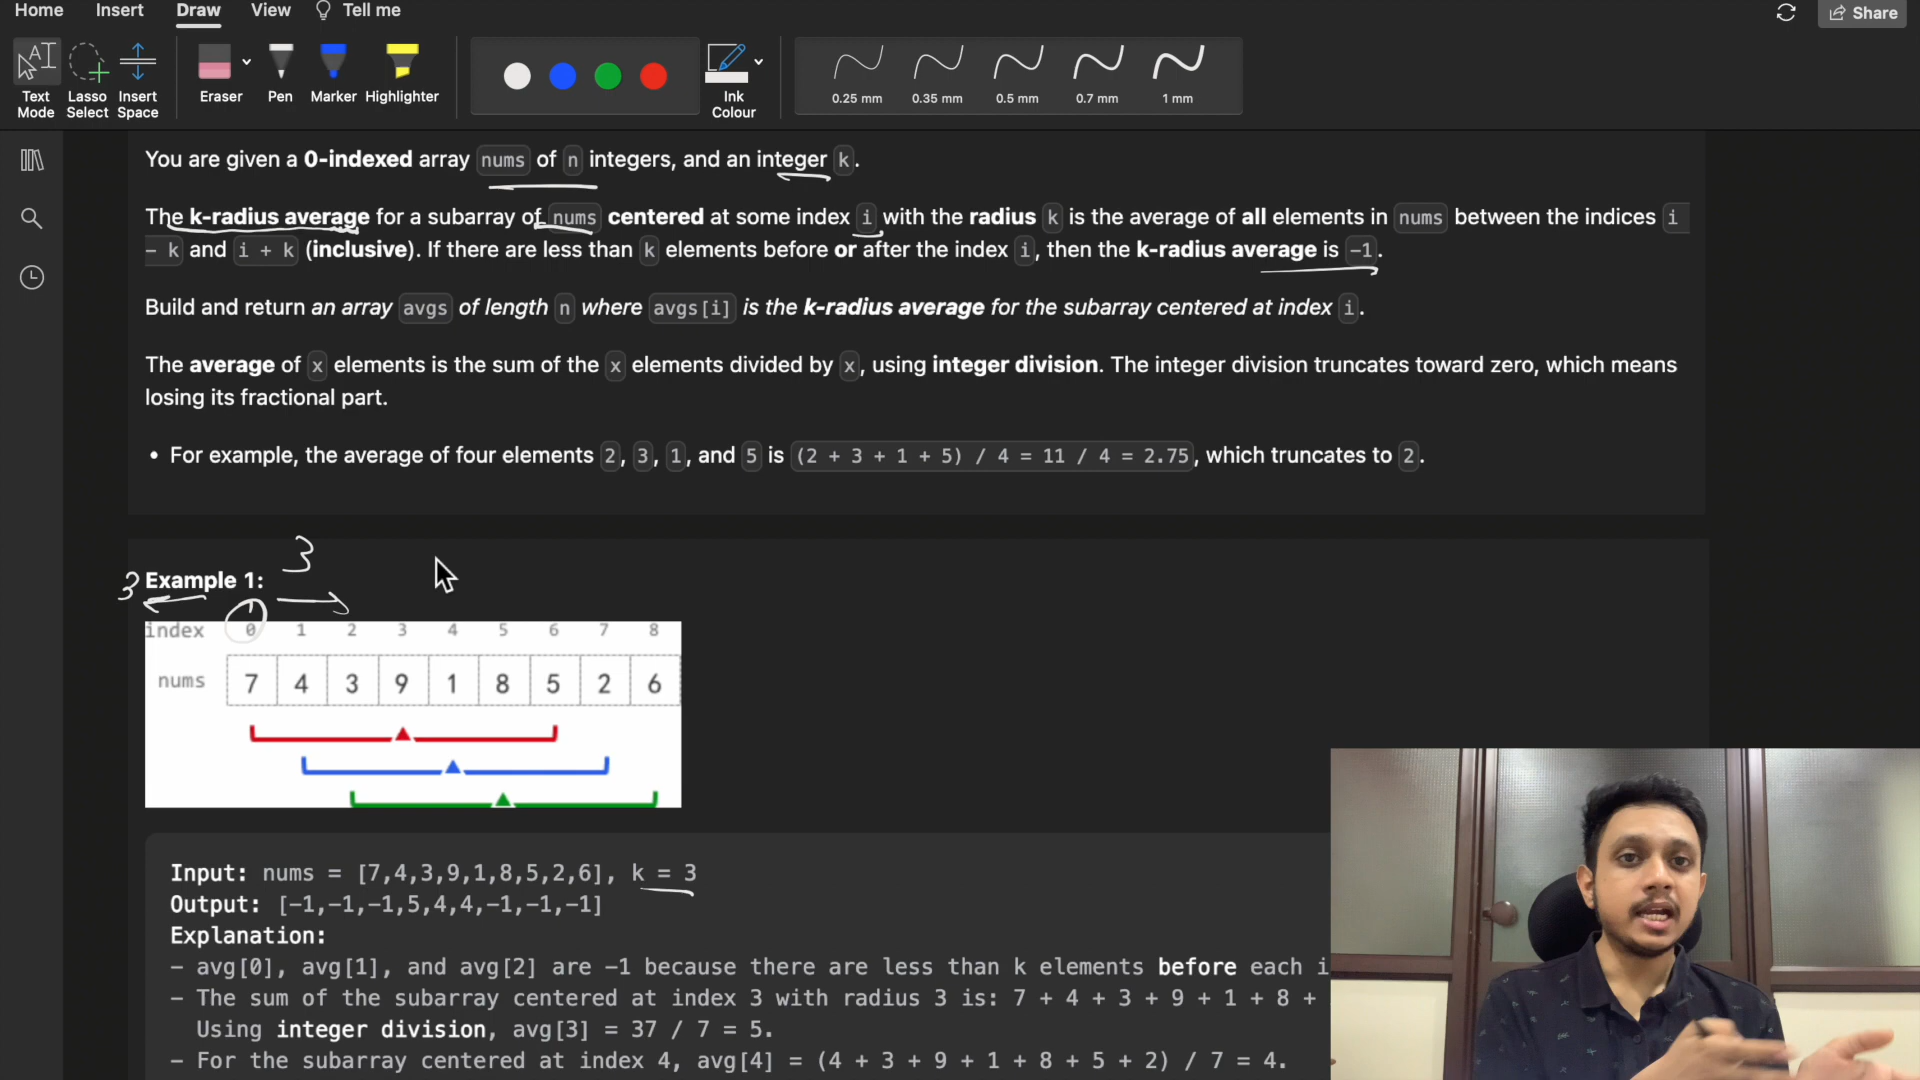 Home Insert Draw View Tell me Share
Text Mode Lasso Select Insert Space Eraser Pen Marker Highlighter Ink Colour 0.25 mm 0.35 mm 0.5 mm 0.7 mm 1 mm
You are given a 0-indexed array nums of n integers, and an integer k.
The k-radius average for a subarray of nums centered at some index i with the radius k is the average of all elements in nums between the indices i
- k and i + k (inclusive). If there are less than k elements before or after the index i, then the k-radius average is -1.
Build and return an array avgs of length n where avgs[i] is the k-radius average for the subarray centered at index i.
The average of x elements is the sum of the x elements divided by x, using integer division. The integer division truncates toward zero, which means
losing its fractional part.
• For example, the average of four elements 2, 3, 1, and 5 is (2 + 3 + 1 + 5) / 4 = 11 / 4 = 2.75, which truncates to 2.
3
3 Example 1:
index 0 1 2 3 4 5 6 7 8
nums 7 4 3 9 1 8 5 2 6
Input: nums = [7,4,3,9,1,8,5,2,6], k = 3
Output: [-1,-1,-1,5,4,4,-1,-1,-1]
Explanation:
- avg[0], avg[1], and avg[2] are -1 because there are less than k elements before each i
- The sum of the subarray centered at index 3 with radius 3 is: 7 + 4 + 3 + 9 + 1 + 8 +
Using integer division, avg[3] = 37 / 7 = 5.
- For the subarray centered at index 4, avg[4] = (4 + 3 + 9 + 1 + 8 + 5 + 2) / 7 = 4.